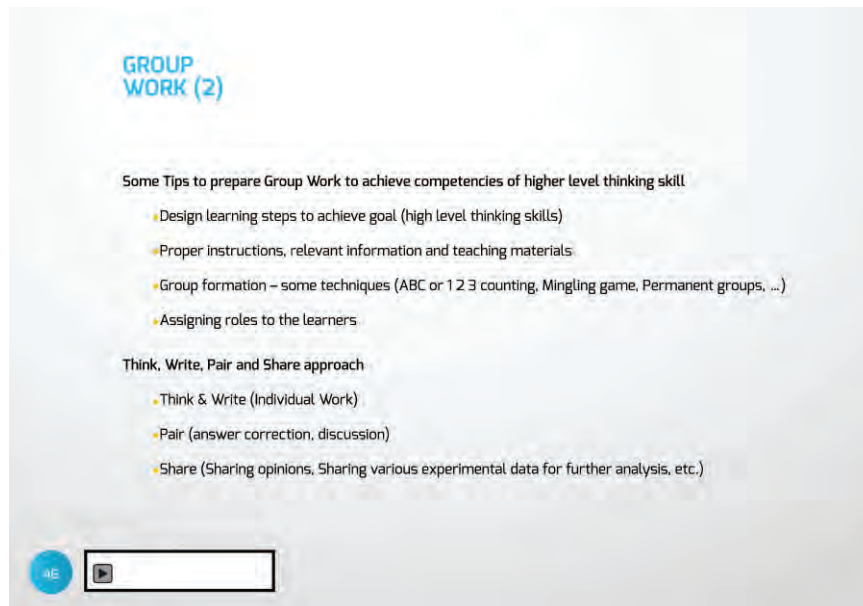 GROUP
WORK (2)
Some Tips to prepare Group Work to achieve competencies of higher level thinking skill
Design learning steps to achieve goal (high level thinking skills)
Proper instructions, relevant information and teaching materials
Group formation – some techniques (ABC or 1 2 3 counting, Mingling game, Permanent groups, ...)
Assigning roles to the learners
Think, Write, Pair and Share approach
Think & Write (Individual Work)
Pair (answer correction, discussion)
Share (Sharing opinions, Sharing various experimental data for further analysis, etc.)